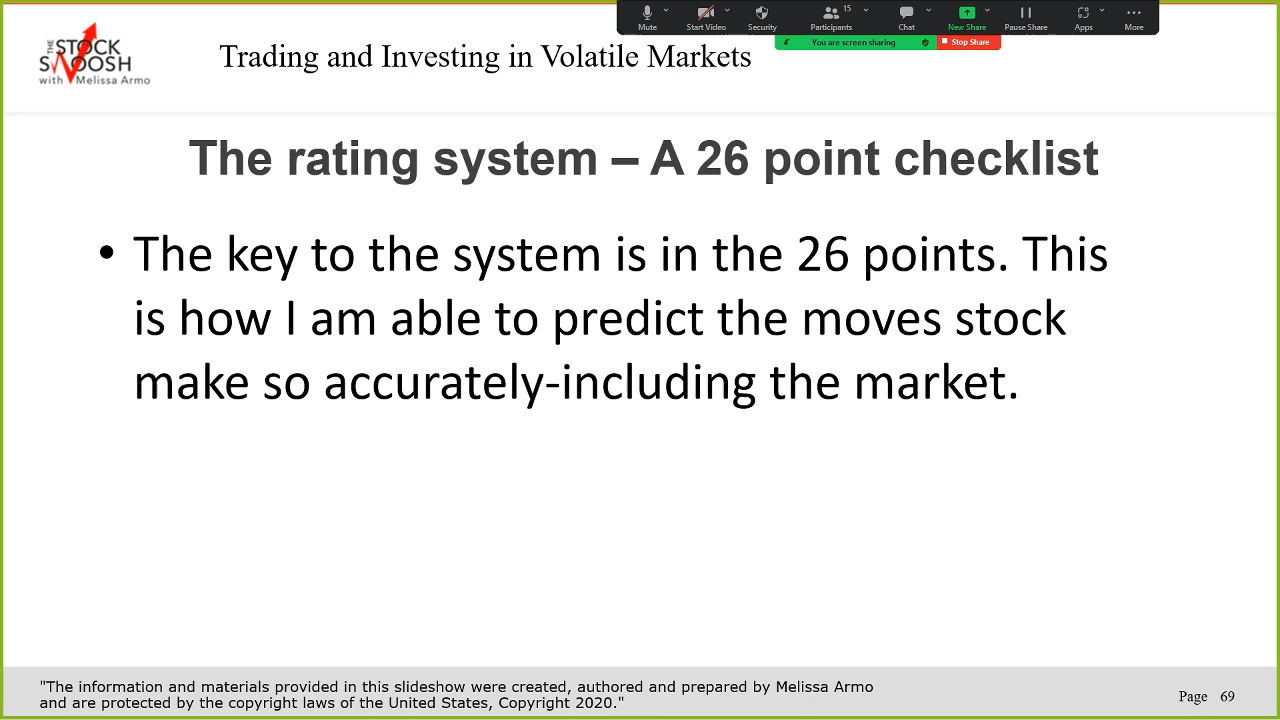 Mute
Start Video
Security
Participants
15
Chat
New Share
Pause Share
Apps
More
You are screen sharing
Stop Share
THE
STOCK
SWOOSH
with Melissa Armo
Trading and Investing in Volatile Markets
The rating system – A 26 point checklist
• The key to the system is in the 26 points. This
is how I am able to predict the moves stock
make so accurately-including the market.
"The information and materials provided in this slideshow were created, authored and prepared by Melissa Armo
and are protected by the copyright laws of the United States, Copyright 2020."
Page 69